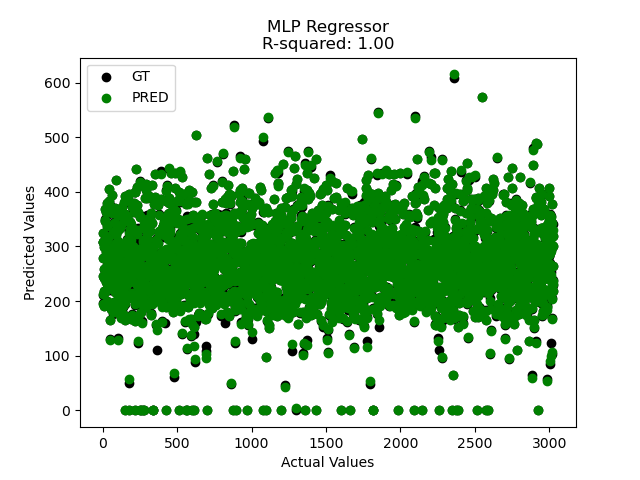 MLP Regressor
R-squared: 1.00
GT
PRED
600
500
400
300
200
100
0
Predicted Values
0 500 1000 1500 2000 2500 3000
Actual Values